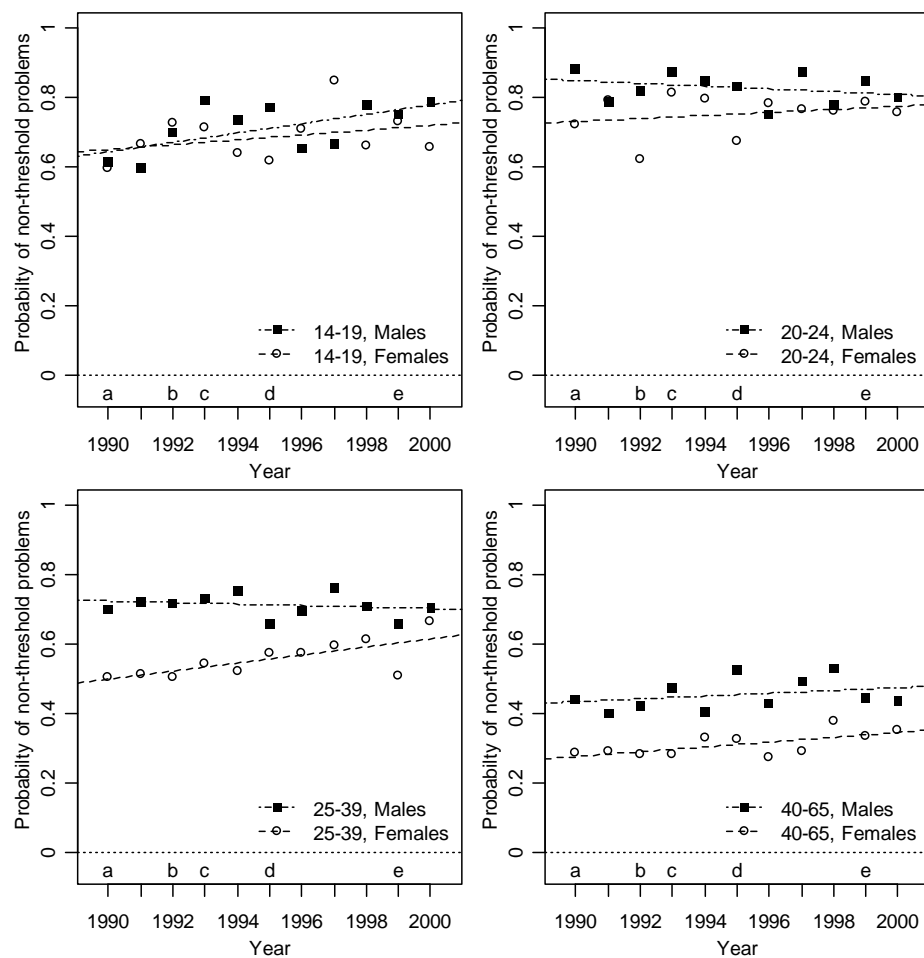 Probabilty of non-threshold problems
1
0.8
0.6
0.4
0.2
0
14-19, Males
14-19, Females
a b c d e
1990 1992 1994 1996 1998 2000
Year
Probabilty of non-threshold problems
1
0.8
0.6
0.4
0.2
0
20-24, Males
20-24, Females
a b c d e
1990 1992 1994 1996 1998 2000
Year
Probabilty of non-threshold problems
1
0.8
0.6
0.4
0.2
0
25-39, Males
25-39, Females
a b c d e
1990 1992 1994 1996 1998 2000
Year
Probabilty of non-threshold problems
1
0.8
0.6
0.4
0.2
0
40-65, Males
40-65, Females
a b c d e
1990 1992 1994 1996 1998 2000
Year